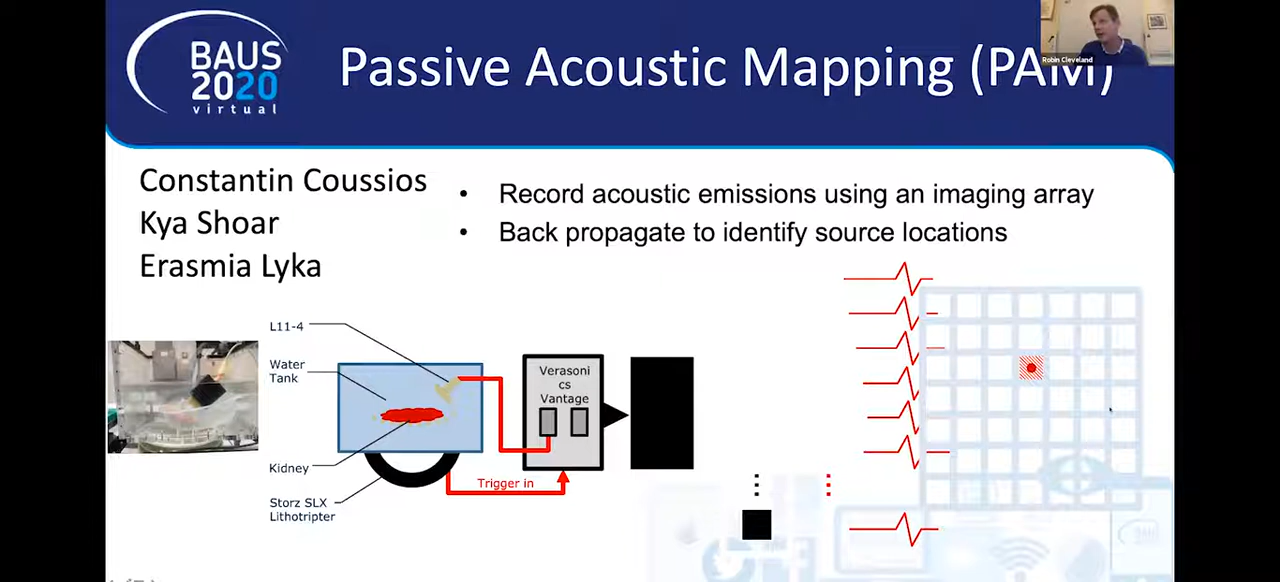 BAUS
2020
virtual
Passive Acoustic Mapping (PAM)
Robin Cleveland
Constantin Coussios
Kya Shoar
Erasmia Lyka
• Record acoustic emissions using an imaging array
• Back propagate to identify source locations
L11-4
Water
Tank
Kidney
Storz SLX
Lithotripter
Verasoni
cs
Vantage
Trigger in